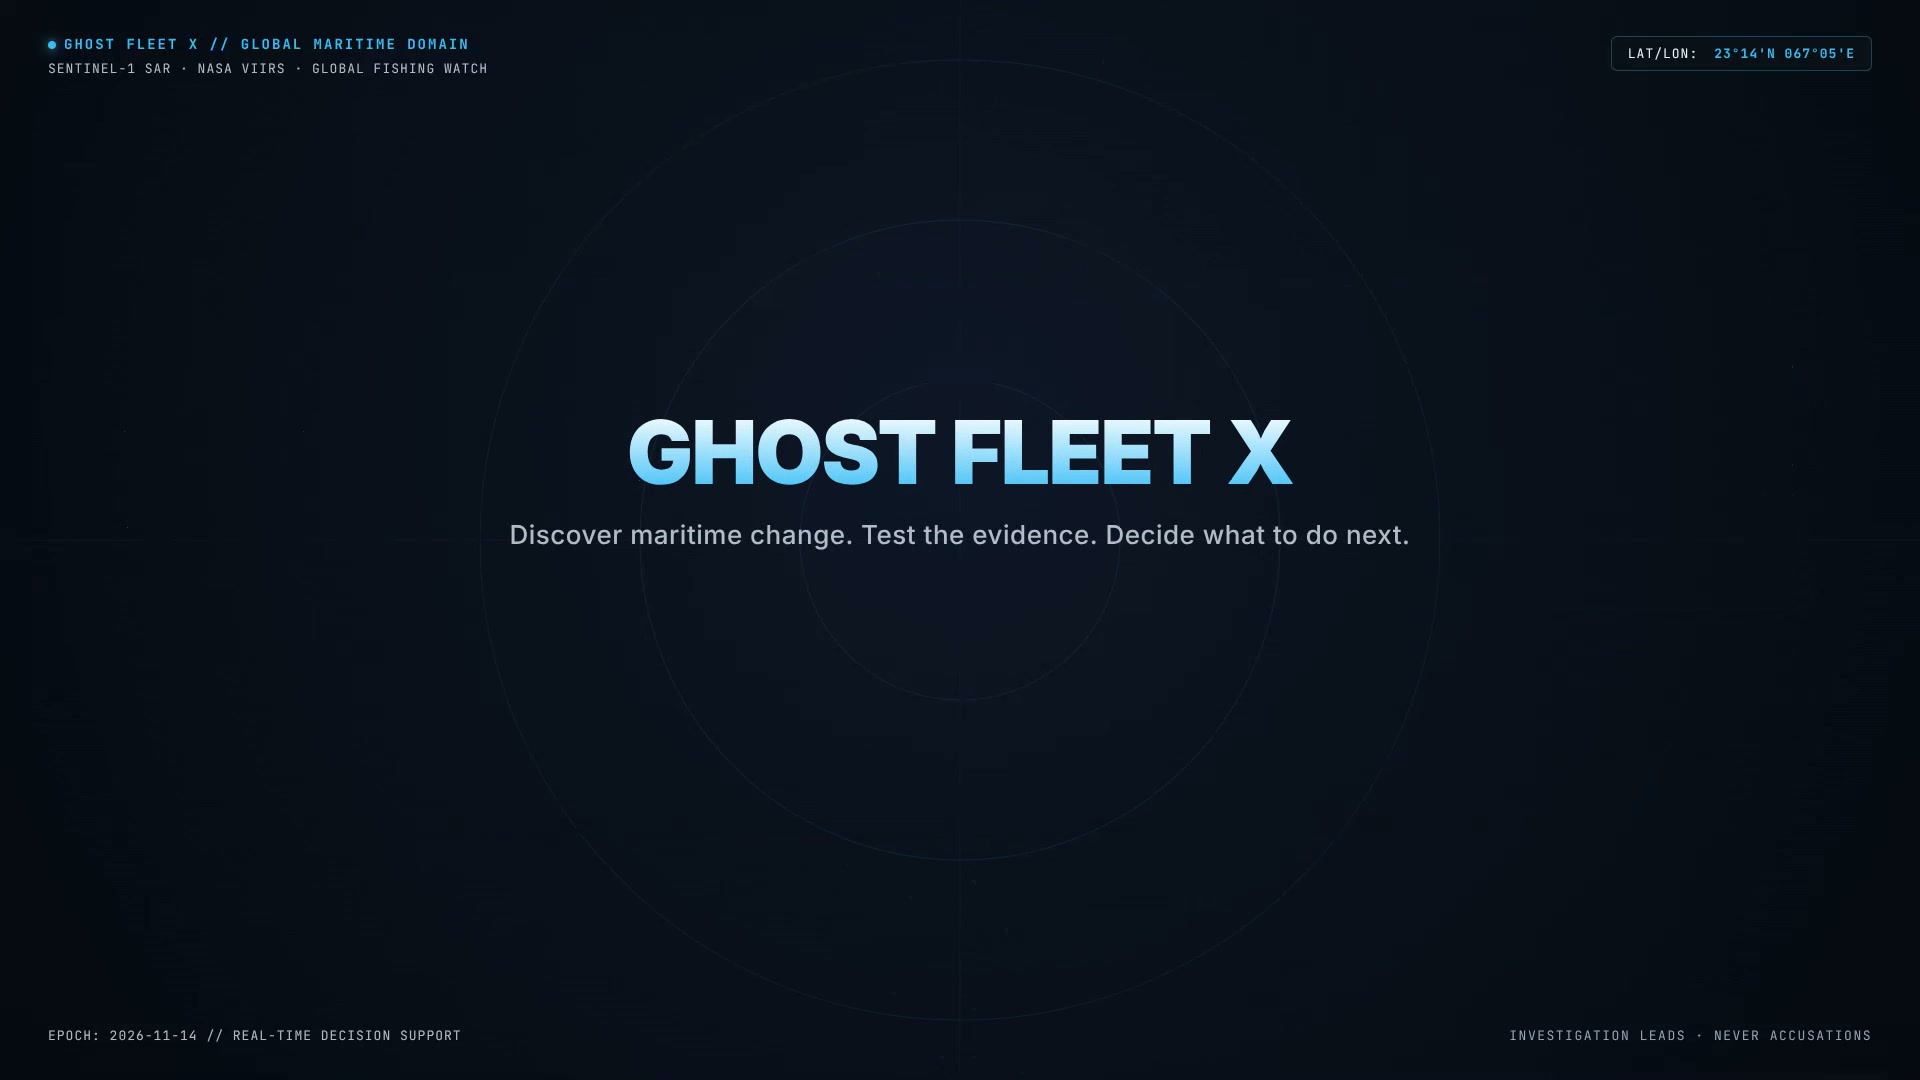 GHOST FLEET X // GLOBAL MARITIME DOMAIN
SENTINEL-1 SAR · NASA VIIRS · GLOBAL FISHING WATCH
LAT/LON: 23°14'N 067°05'E
GHOST FLEET X
Discover maritime change. Test the evidence. Decide what to do next.
EPOCH: 2026-11-14 // REAL-TIME DECISION SUPPORT
INVESTIGATION LEADS · NEVER ACCUSATIONS